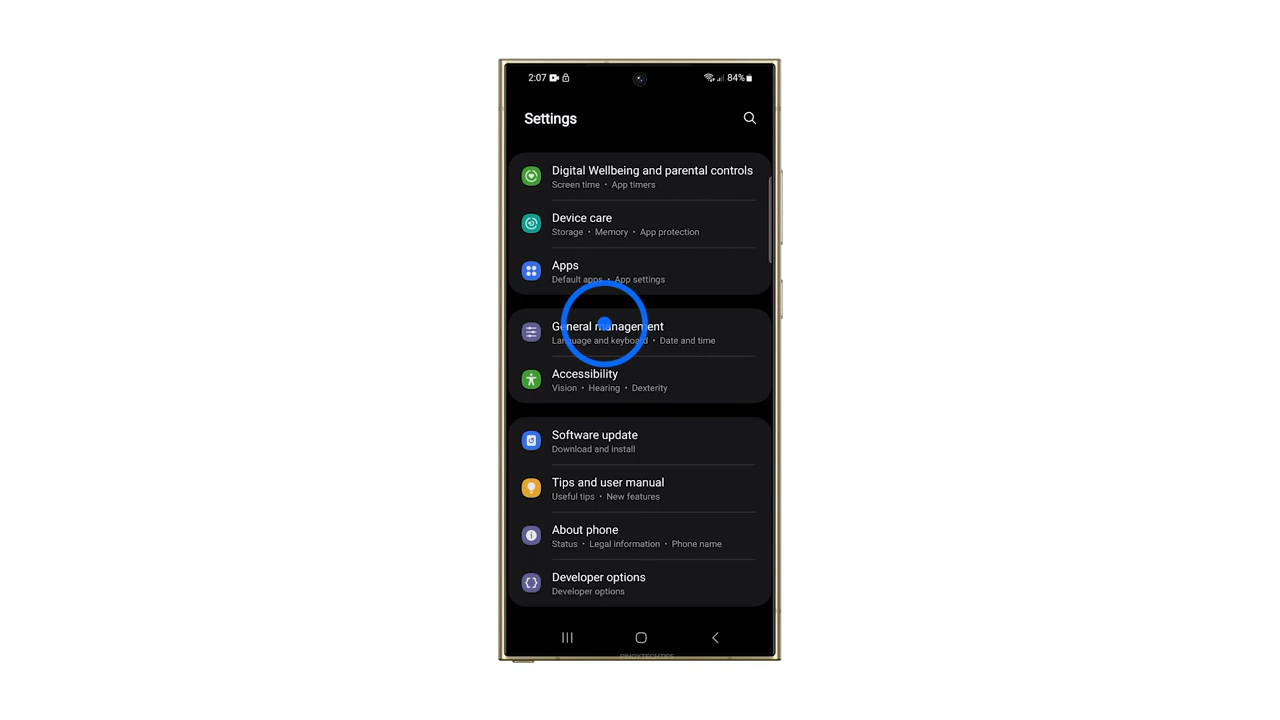 2:07 84%
Settings
Digital Wellbeing and parental controls
Screen time • App timers
Device care
Storage • Memory • App protection
Apps
Default apps • App settings
General management
Language and keyboard • Date and time
Accessibility
Vision • Hearing • Dexterity
Software update
Download and install
Tips and user manual
Useful tips • New features
About phone
Status • Legal information • Phone name
Developer options
Developer options
PINOYTECHTIPS